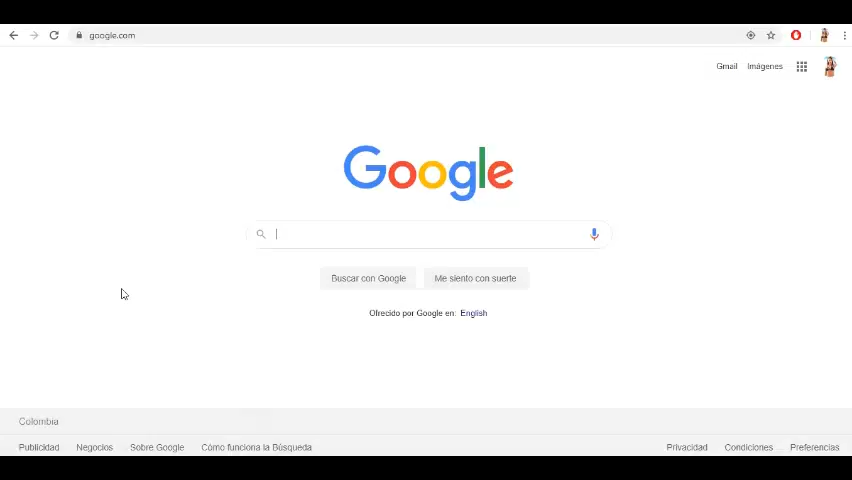 google.com
Gmail Imágenes
Google
Buscar con Google Me siento con suerte
Ofrecido por Google en: English
Colombia
Publicidad Negocios Sobre Google Cómo funciona la Búsqueda Privacidad Condiciones Preferencias